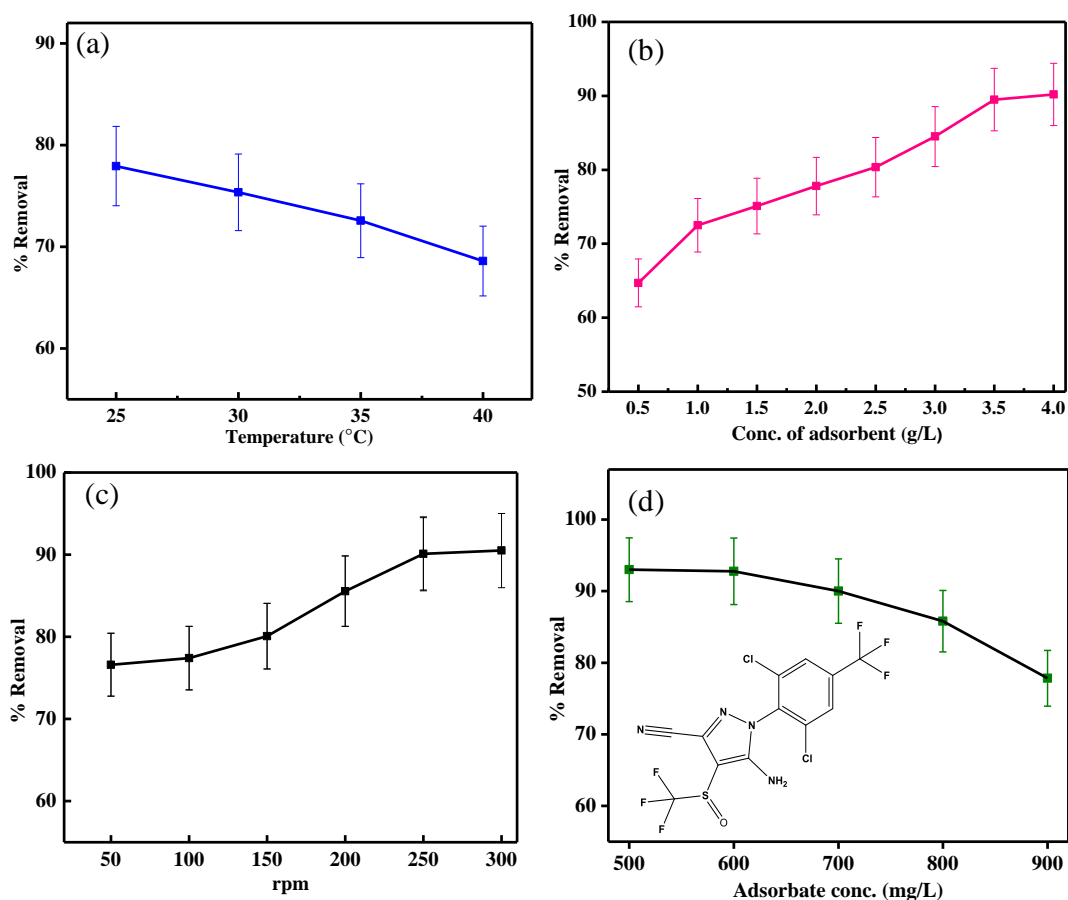 (a)
90
80
70
60
% Removal
25 30 35 40
Temperature (°C)
(b)
100
90
80
70
60
50
% Removal
0.5 1.0 1.5 2.0 2.5 3.0 3.5 4.0
Conc. of adsorbent (g/L)
(c)
100
90
80
70
60
% Removal
50 100 150 200 250 300
rpm
(d)
100
90
80
70
60
% Removal
500 600 700 800 900
Adsorbate conc. (mg/L)
F
F
F
Cl
N
N
N
Cl
NH2
F
S
F
F
O